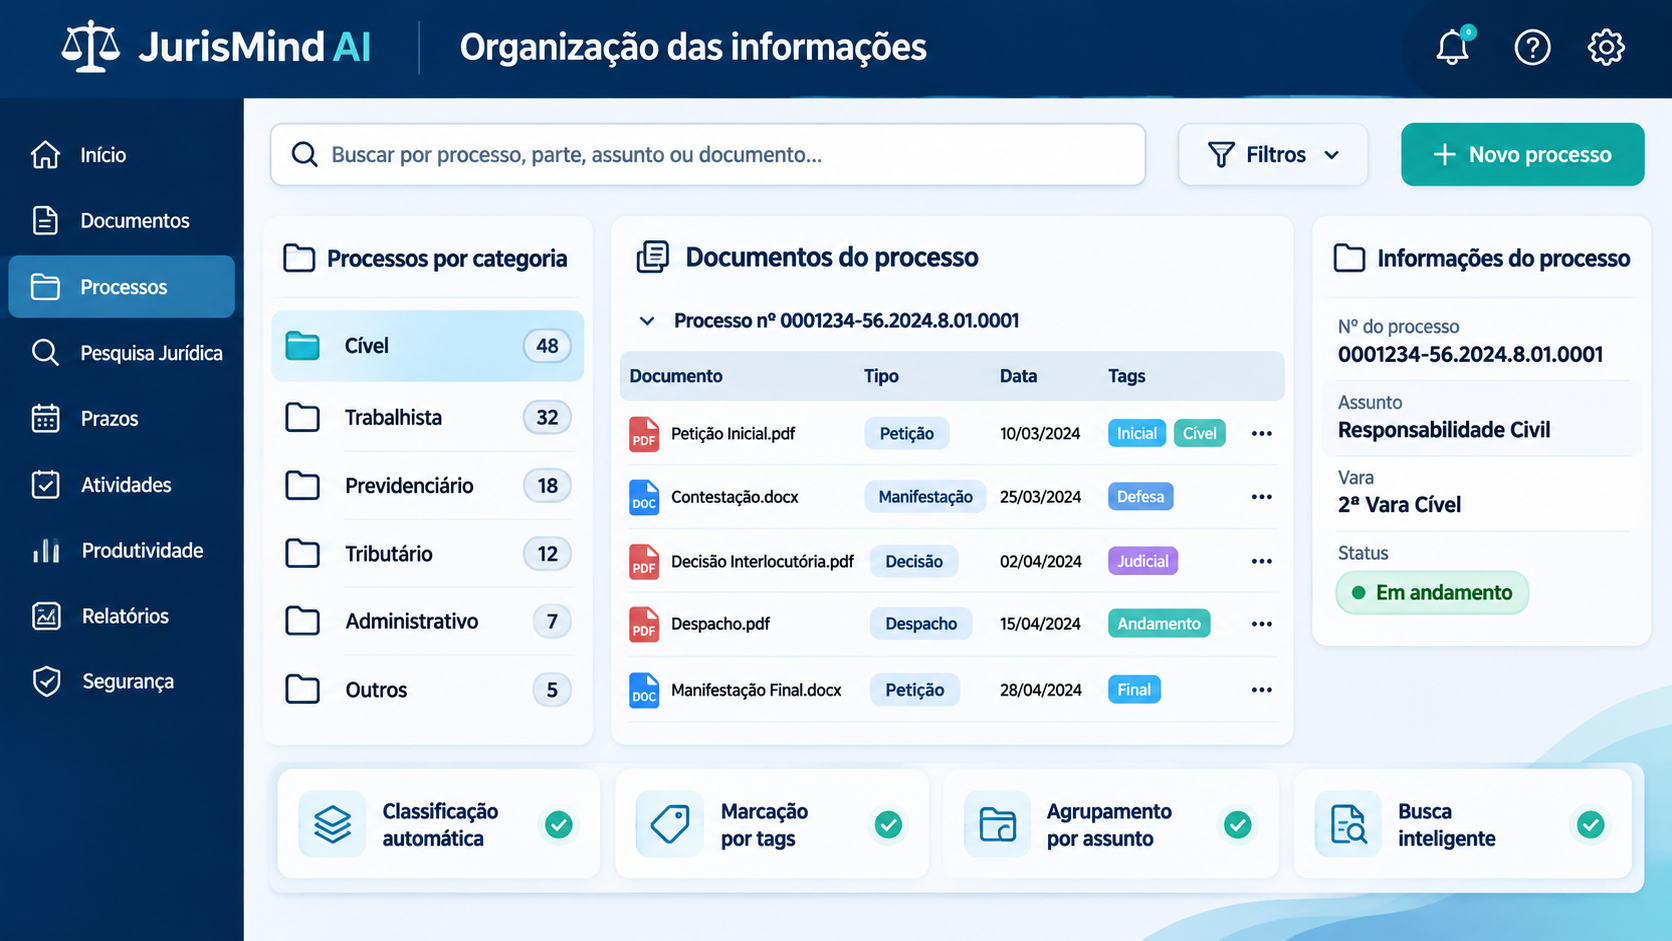 JurisMind AI
Organização das informações
Início
Documentos
Processos
Pesquisa Jurídica
Prazos
Atividades
Produtividade
Relatórios
Segurança
Buscar por processo, parte, assunto ou documento...
Filtros
Novo processo
Processos por categoria
Cível 48
Trabalhista 32
Previdenciário 18
Tributário 12
Administrativo 7
Outros 5
Documentos do processo
Processo nº 0001234-56.2024.8.01.0001
Documento Tipo Data Tags
PDF Petição Inicial.pdf Petição 10/03/2024 Inicial Cível
DOC Contestação.docx Manifestação 25/03/2024 Defesa
PDF Decisão Interlocutória.pdf Decisão 02/04/2024 Judicial
PDF Despacho.pdf Despacho 15/04/2024 Andamento
DOC Manifestação Final.docx Petição 28/04/2024 Final
Informações do processo
Nº do processo
0001234-56.2024.8.01.0001
Assunto
Responsabilidade Civil
Vara
2ª Vara Cível
Status
Em andamento
Classificação
automática
Marcação
por tags
Agrupamento
por assunto
Busca
inteligente